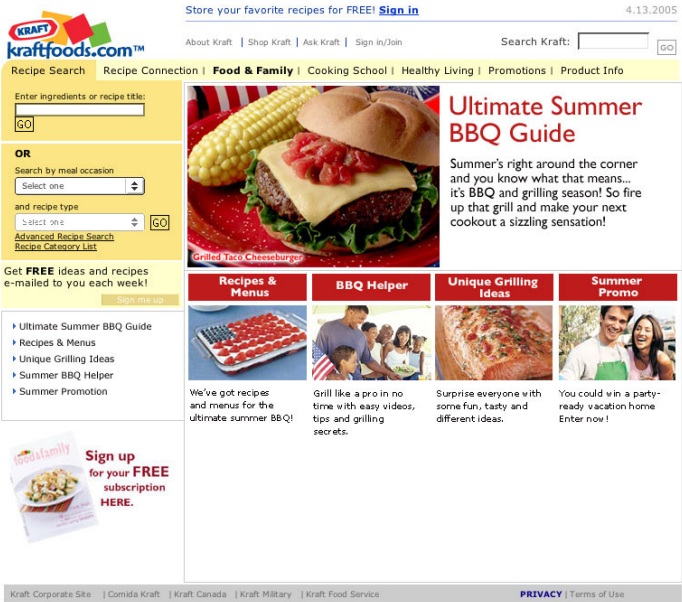 Store your favorite recipes for FREE! Sign in
4.13.2005
KRAFT
kraftfoods.com™
About Kraft | Shop Kraft | Ask Kraft | Sign in/Join
Search Kraft:
GO
Recipe Search
Recipe Connection | Food & Family | Cooking School | Healthy Living | Promotions | Product Info
Enter ingredients or recipe title:
GO
OR
Search by meal occasion
Select one
and recipe type
Select one
GO
Advanced Recipe Search
Recipe Category List
Get FREE ideas and recipes
e-mailed to you each week!
Sign me up
Ultimate Summer BBQ Guide
Recipes & Menus
Unique Grilling Ideas
Summer BBQ Helper
Summer Promotion
food&family
Sign up
for your FREE
subscription
HERE.
Grilled Taco Cheeseburger
Ultimate Summer
BBQ Guide
Summer's right around the corner
and you know what that means...
it's BBQ and grilling season! So fire
up that grill and make your next
cookout a sizzling sensation!
Recipes &
Menus
We've got recipes
and menus for the
ultimate summer BBQ!
BBQ Helper
Grill like a pro in no
time with easy videos,
tips and grilling
secrets.
Unique Grilling
Ideas
Surprise everyone with
some fun, tasty and
different ideas.
Summer
Promo
You could win a party-
ready vacation home
Enter now!
Kraft Corporate Site | Comida Kraft | Kraft Canada | Kraft Military | Kraft Food Service
PRIVACY | Terms of Use